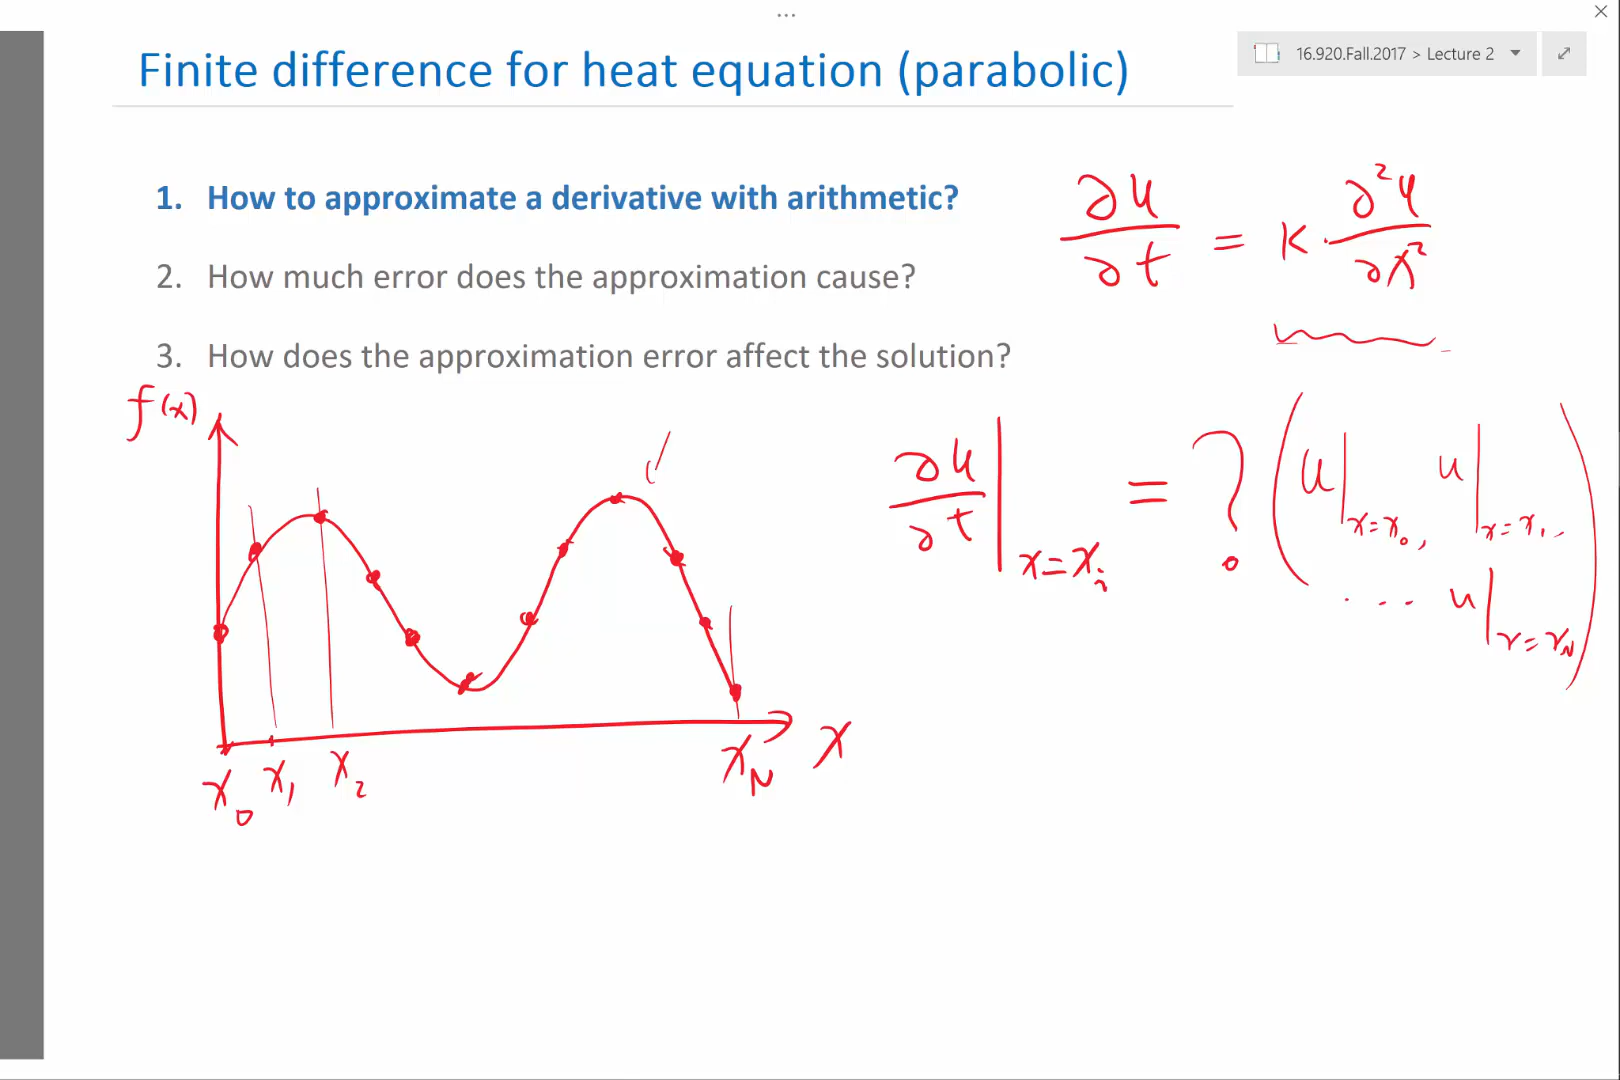 16.920.Fall.2017 > Lecture 2
Finite difference for heat equation (parabolic)
1. How to approximate a derivative with arithmetic?
2. How much error does the approximation cause?
3. How does the approximation error affect the solution?
∂u/∂t = K · ∂²u/∂x²
f(x)
∂u/∂t |x=xi = ? ( u|x=x0, u|x=x1, ... u|x=xN )
x0 x1 x2 xN x